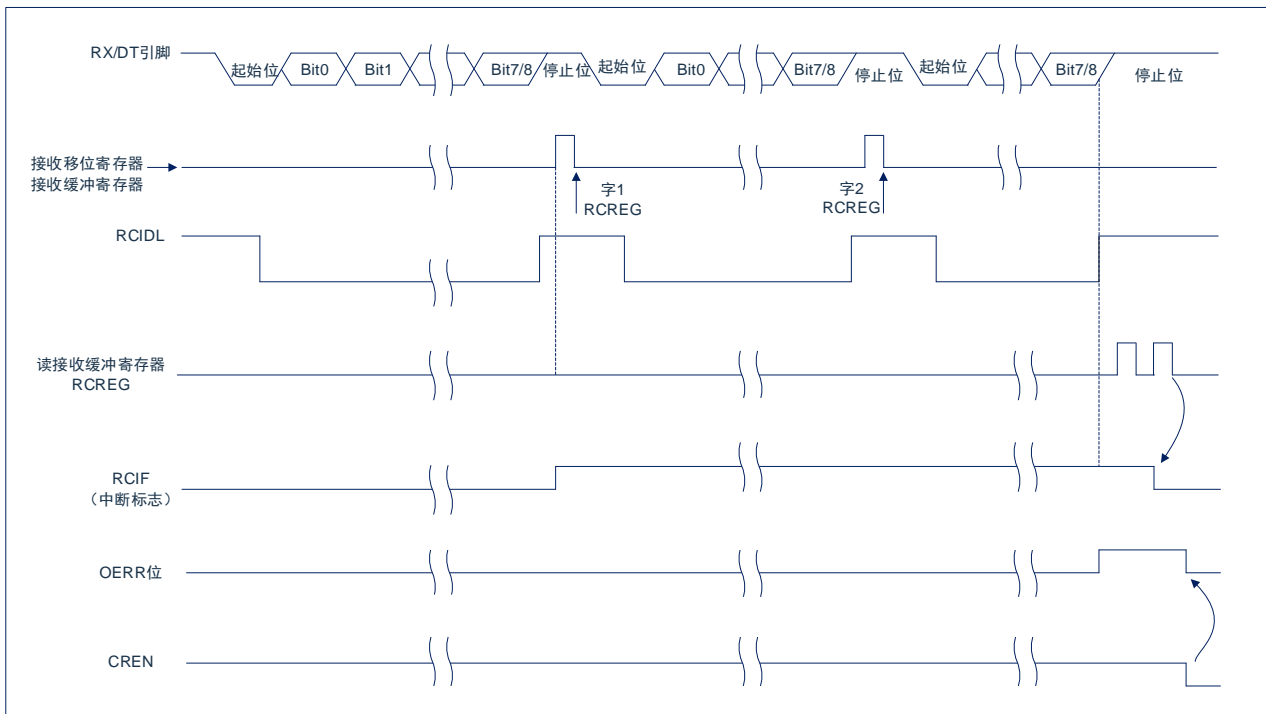 RX/DT引脚
起始位 Bit0 Bit1 Bit7/8 停止位 起始位 Bit0 Bit7/8 停止位 起始位 Bit7/8 停止位
接收移位寄存器
接收缓冲寄存器
字1
RCREG
字2
RCREG
RCIDL
读接收缓冲寄存器
RCREG
RCIF
（中断标志）
OERR位
CREN